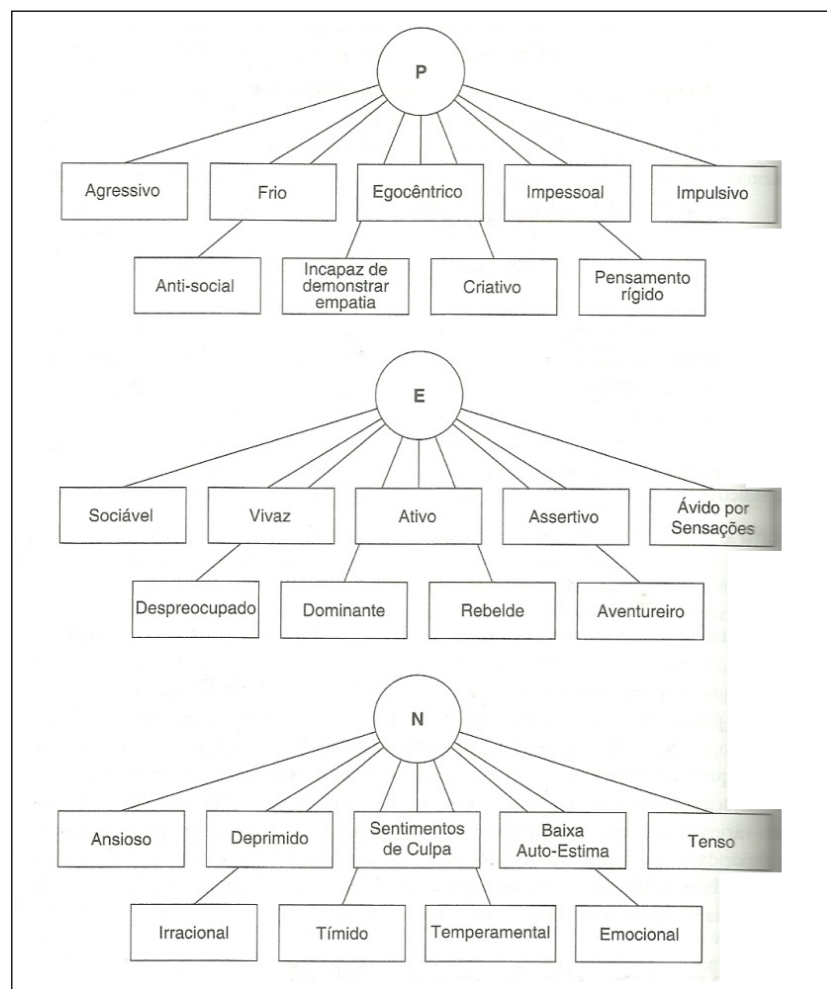 P
Agressivo
Frio
Egocêntrico
Impessoal
Impulsivo
Anti-social
Incapaz de
demonstrar
empatia
Criativo
Pensamento
rígido
E
Sociável
Vivaz
Ativo
Assertivo
Ávido por
Sensações
Despreocupado
Dominante
Rebelde
Aventureiro
N
Ansioso
Deprimido
Sentimentos
de Culpa
Baixa
Auto-Estima
Tenso
Irracional
Tímido
Temperamental
Emocional